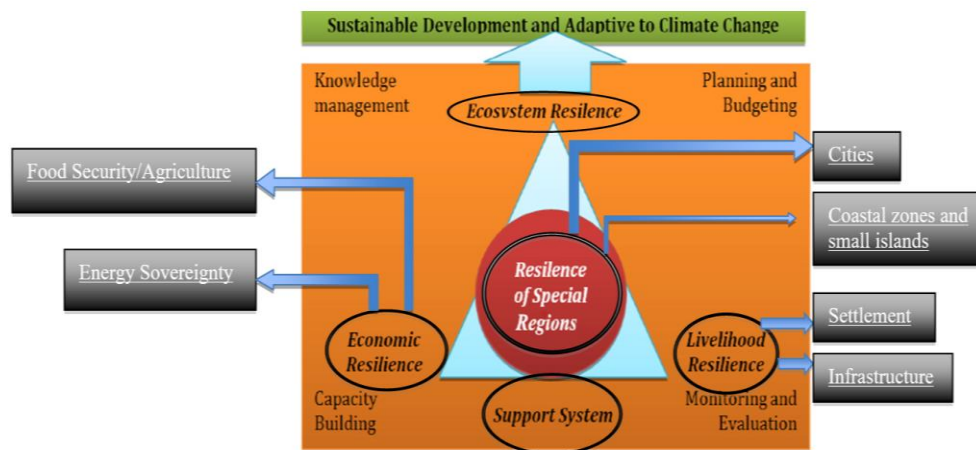 Sustainable Development and Adaptive to Climate Change
Knowledge
management
Planning and
Budgeting
Ecosvstem Resilence
Food Security/Agriculture
Cities
Coastal zones and
small islands
Energy Sovereignty
Resilence
of Special
Regions
Settlement
Economic
Resilience
Livelihood
Resilience
Infrastructure
Capacity
Building
Support System
Monitoring and
Evaluation